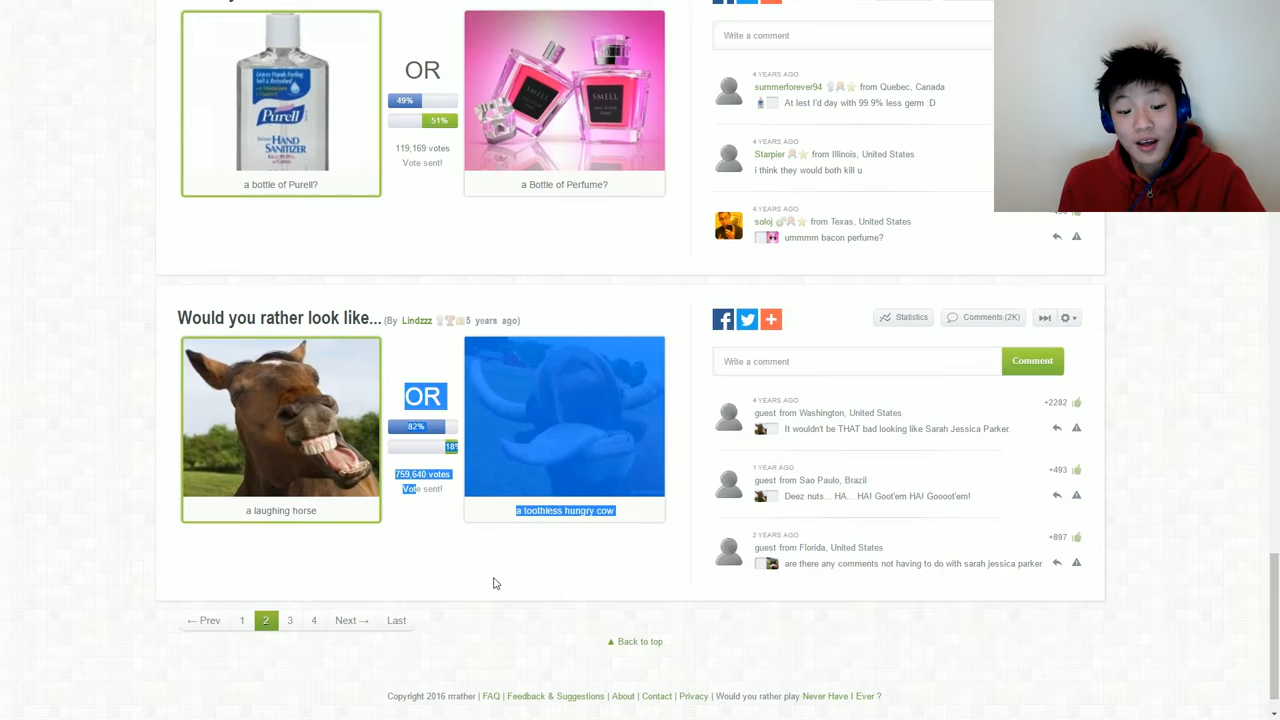 Leaves Hands Feeling
Soft & Refreshed
Purell
HAND
SANITIZER
a bottle of Purell?
OR
49%
51%
119,169 votes
Vote sent!
SMELL
SMELL
a Bottle of Perfume?
Write a comment
4 YEARS AGO
summerforever94 from Quebec, Canada
At lest I'd day with 99.9% less germ :D
4 YEARS AGO
Starpier from Illinois, United States
i think they would both kill u
4 YEARS AGO
soloj from Texas, United States
ummmm bacon perfume?
Would you rather look like... (By Lindzzz 5 years ago)
a laughing horse
OR
82%
18%
759,640 votes
Vote sent!
a toothless hungry cow
Statistics
Comments (2K)
Write a comment
Comment
4 YEARS AGO
+2282
guest from Washington, United States
It wouldn't be THAT bad looking like Sarah Jessica Parker.
1 YEAR AGO
+493
guest from Sao Paulo, Brazil
Deez nuts... HA... HA! Goot'em HA! Goooot'em!
2 YEARS AGO
+897
guest from Florida, United States
are there any comments not having to do with sarah jessica parker
← Prev 1 2 3 4 Next → Last
▲ Back to top
Copyright 2016 rrrather | FAQ | Feedback & Suggestions | About | Contact | Privacy | Would you rather play Never Have I Ever ?